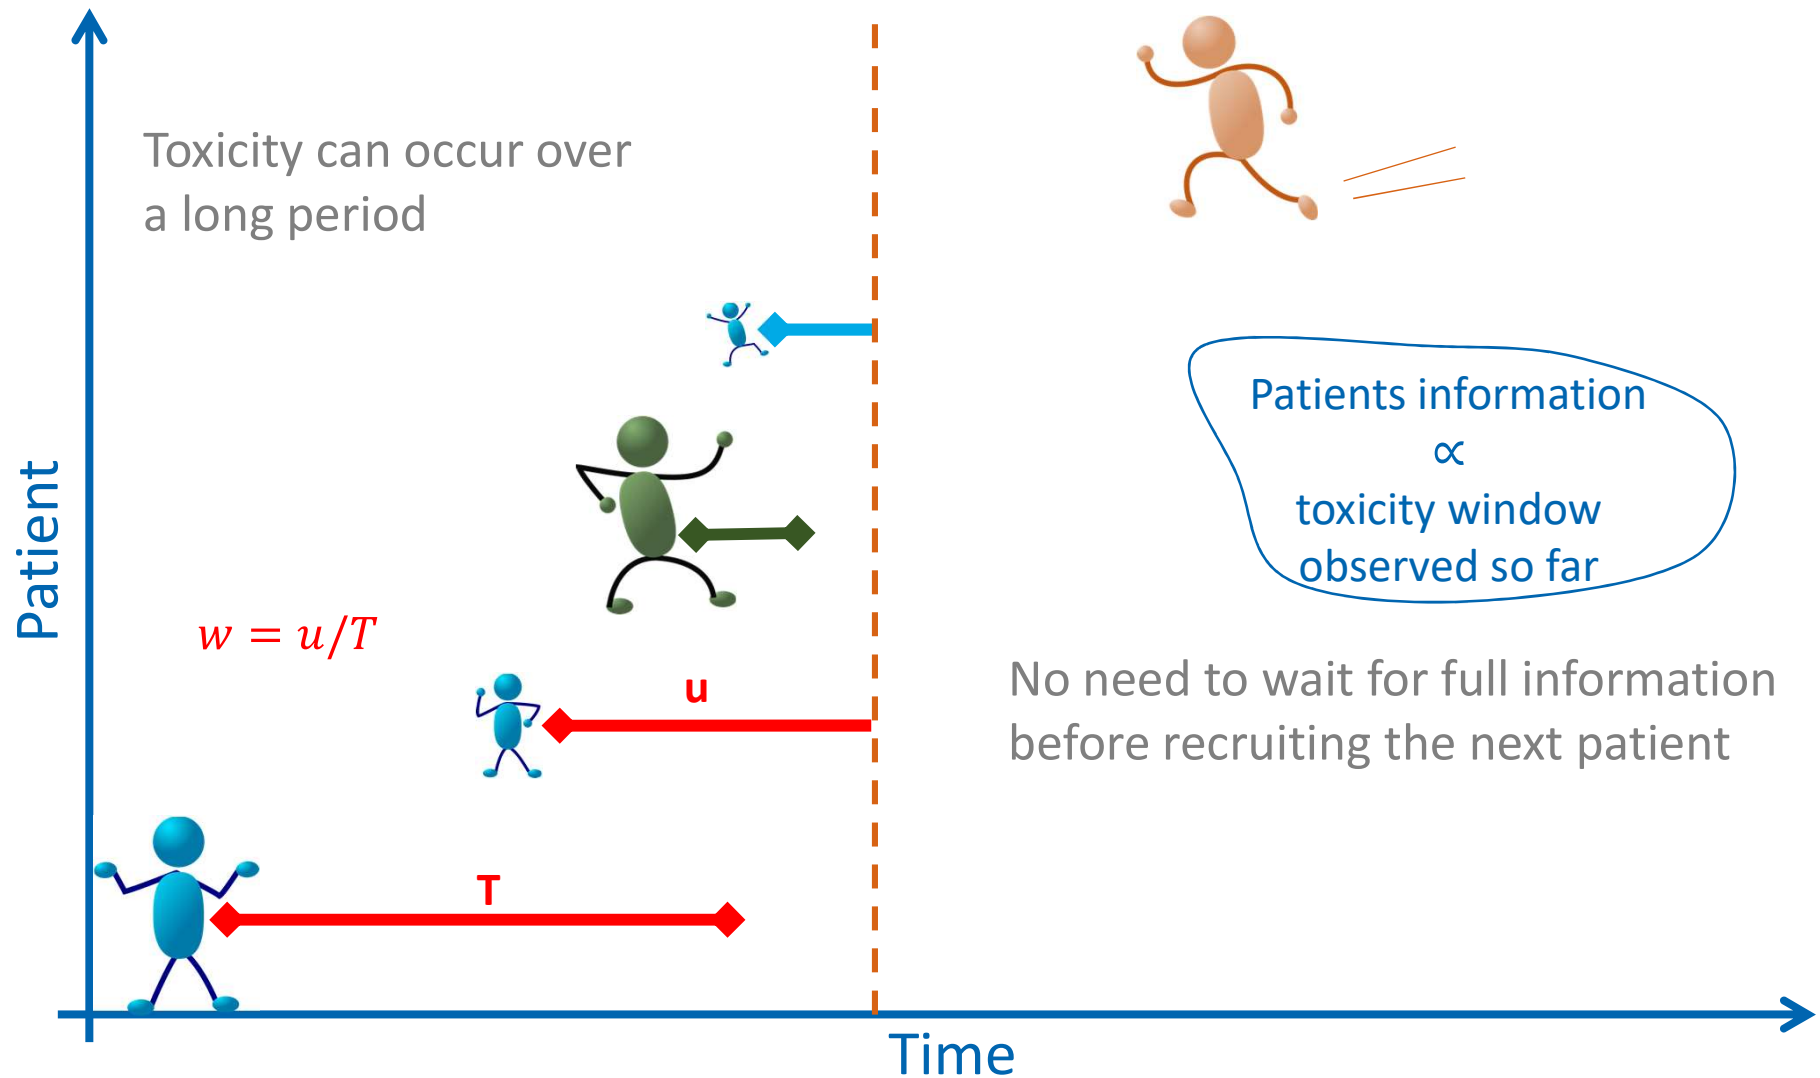 Toxicity can occur over
a long period
Patient
w = u/T
u
T
Patients information
∝
toxicity window
observed so far
No need to wait for full information
before recruiting the next patient
Time